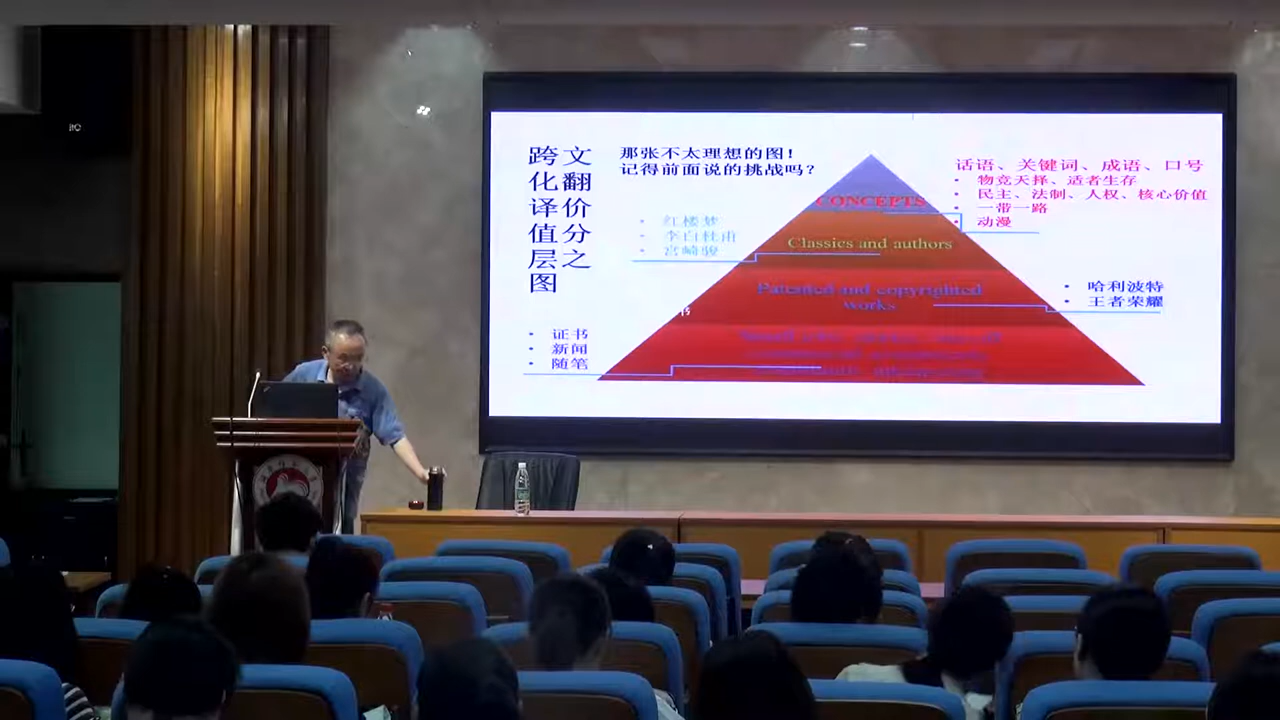 跨文
化翻
译价
值分
层之
图
那张不太理想的图！
记得前面说的挑战吗？
• 红楼梦
• 李白杜甫
• 宫崎骏
• 证书
• 新闻
• 随笔
CONCEPTS
Classics and authors
Patented and copyrighted
works
书
话语、关键词、成语、口号
• 物竞天择、适者生存
• 民主、法制、人权、核心价值
• 一带一路
• 动漫
• 哈利波特
• 王者荣耀